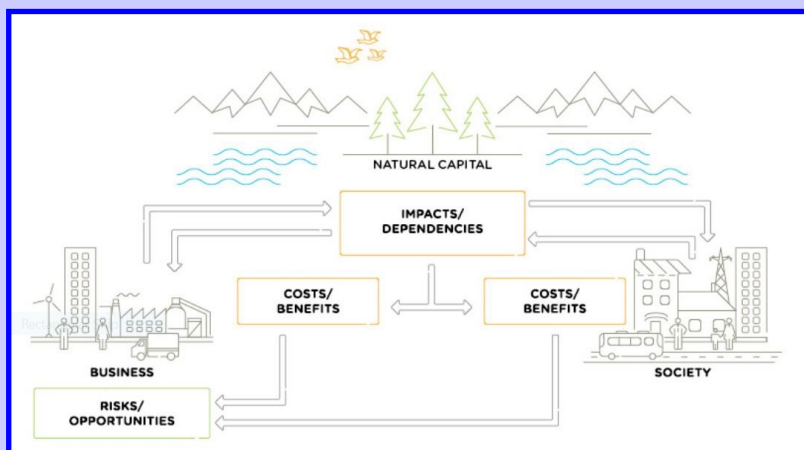 NATURAL CAPITAL
IMPACTS/
DEPENDENCIES
COSTS/
BENEFITS
COSTS/
BENEFITS
BUSINESS
SOCIETY
RISKS/
OPPORTUNITIES